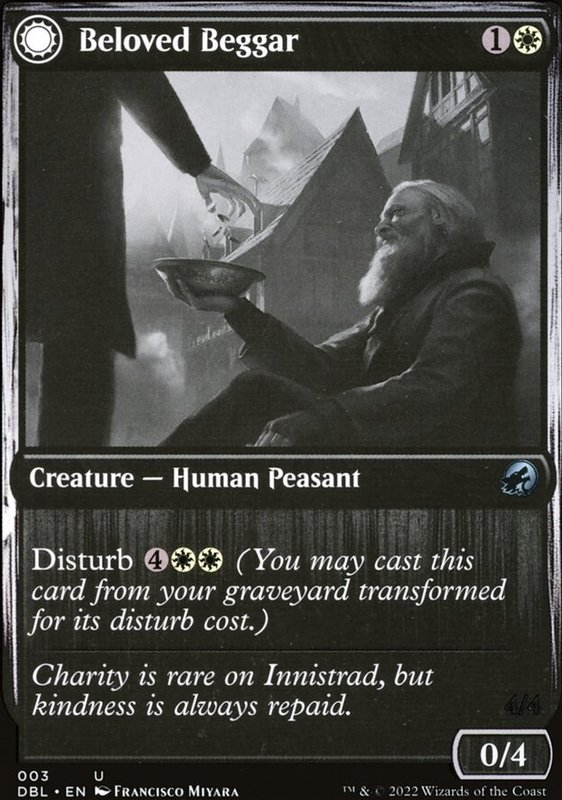 Beloved Beggar 1
Creature — Human Peasant
Disturb 4 (You may cast this
card from your graveyard transformed
for its disturb cost.)
Charity is rare on Innistrad, but
kindness is always repaid.
4/4
0/4
003 U
DBL • EN Francisco Miyara
™ & © 2022 Wizards of the Coast